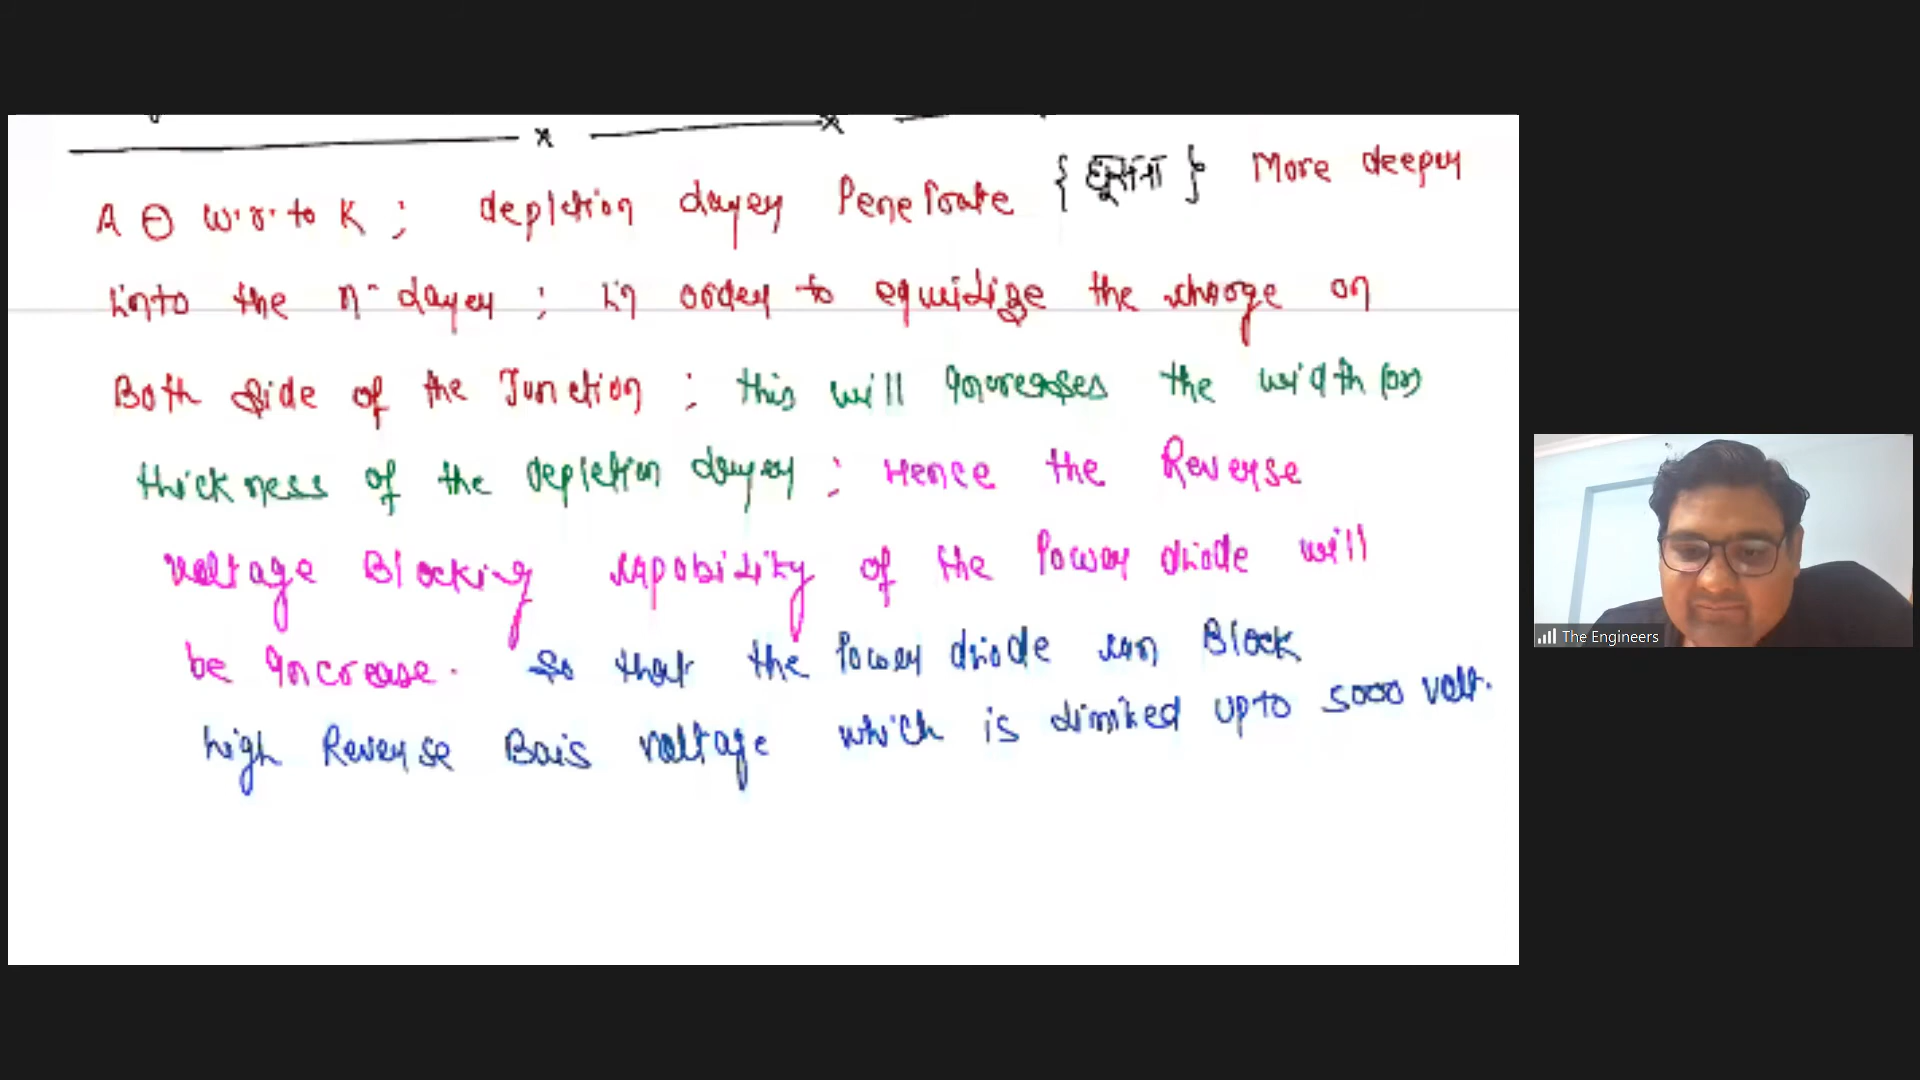 A ⊖ w.r.to K ; depletion layer Penetrate { घुसना } More deeper
into the n⁻ layer ; in order to equilize the charge on
Both side of the Junction ; this will increases the width (or)
thickness of the depletion layer ; Hence the Reverse
voltage Blocking capability of the Power diode will
be increase. So that the Power diode can Block
high Reverse Bais voltage which is limited upto 5000 volt.
The Engineers